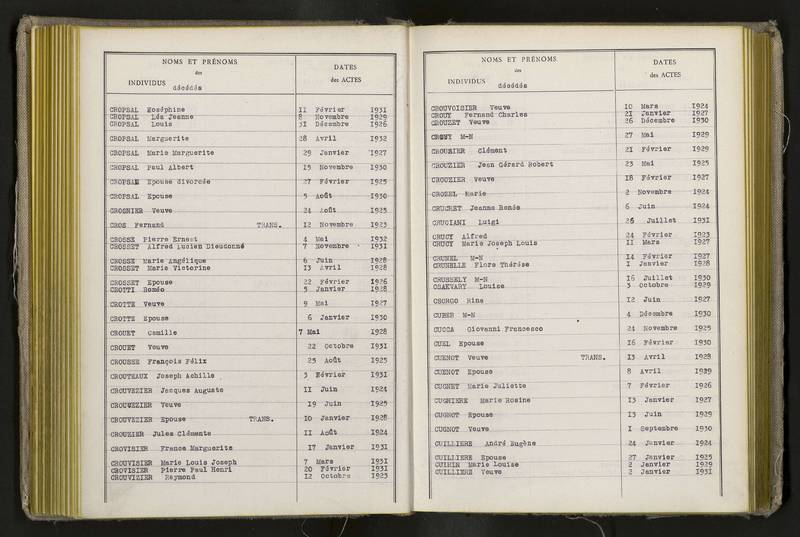 NOMS ET PRÉNOMS
des
INDIVIDUS décédés
DATES
des ACTES
CROPSAL Eoséphine II Février 1931
CROPSAL Léa Jeanne 8 Novembre 1929
CROPSAL Louis 31 Décembre 1926
CROPSAL Marguerite 28 Avril 1932
CROPSAL Marie Marguerite 29 Janvier 1927
CROPSAL Paul Albert 15 Novembre 1930
CROPSAL Epouse divorcée 27 Février 1925
CROPSAL Epouse 5 Août 1930
CROSNIER Veuve 24 Août 1925
CROS Fernand TRANS. 12 Novembre 1923
CROSSE Pierre Ernest 4 Mai 1932
CROSSET Alfred Lucien Dieudonné 7 Novembre 1931
CROSSE Marie Angélique 6 Juin 1928
CROSSET Marie Victorine 13 Avril 1928
CROSSET Epouse 22 Février 1926
CROTTI Roméo 5 Janvier 1928
CROTTE Veuve 9 Mai 1927
CROTTE Epouse 6 Janvier 1930
CROUET Camille 7 Mai 1928
CROUET Veuve 22 Octobre 1931
CROUSSE François Félix 25 Août 1925
CROUTEAUX Joseph Achille 3 Février 1931
CROUVEZIER Jacques Auguste II Juin 1924
CROUVEZIER Veuve 19 Juin 1925
CROUVEZIER Epouse TRANS. 10 Janvier 1928
CROUZIER Jules Clémente II Août 1924
CROVISIER France Marguerite 17 Janvier 1931
CROUVISIER Marie Louis Joseph 7 Mars 1931
CROVISIER Pierre Paul Henri 20 Février 1931
CROUVIZIER Raymond 12 Octobre 1923
NOMS ET PRÉNOMS
des
INDIVIDUS décédés
DATES
des ACTES
CROUVOISIER Veuve 10 Mars 1924
CROUY Fernand Charles 21 Janvier 1927
CROUZET Veuve 26 Décembre 1930
CROUY M-N 27 Mai 1929
CROUZIER Clément 21 Février 1929
CROUZIER Jean Gérard Robert 23 Mai 1925
CROUZIER Veuve 18 Février 1927
CROZEL Marie 2 Novembre 1924
CRUCHET Jeanne Renée 6 Juin 1924
CRUCIANI Luigi 26 Juillet 1931
CRUCY Alfred 24 Février 1923
CRUCY Marie Joseph Louis II Mars 1927
CRUNEL M-N 14 Février 1927
CRUNELLE Flore Thérèse I Janvier 1928
CRUSSELY M-N 16 Juillet 1930
CSAKVARY Louise 3 Octobre 1929
CSORGO Rina 12 Juin 1927
CUBER M-N 4 Décembre 1930
CUCCA Giovanni Francesco 24 Novembre 1925
CUEL Epouse 16 Février 1930
CUENOT Veuve TRANS. 13 Avril 1928
CUENOT Epouse 8 Avril 1929
CUGNET Marie Juliette 7 Février 1926
CUGNIERE Marie Rosine 13 Janvier 1927
CUGNOT Epouse 13 Juin 1929
CUGNOT Veuve I Septembre 1930
CUILLIERE André Eugène 24 Janvier 1924
CUILLIERE Epouse 27 Janvier 1925
CUIHIN Marie Louise 2 Janvier 1929
CUILLIERE Veuve 2 Janvier 1931